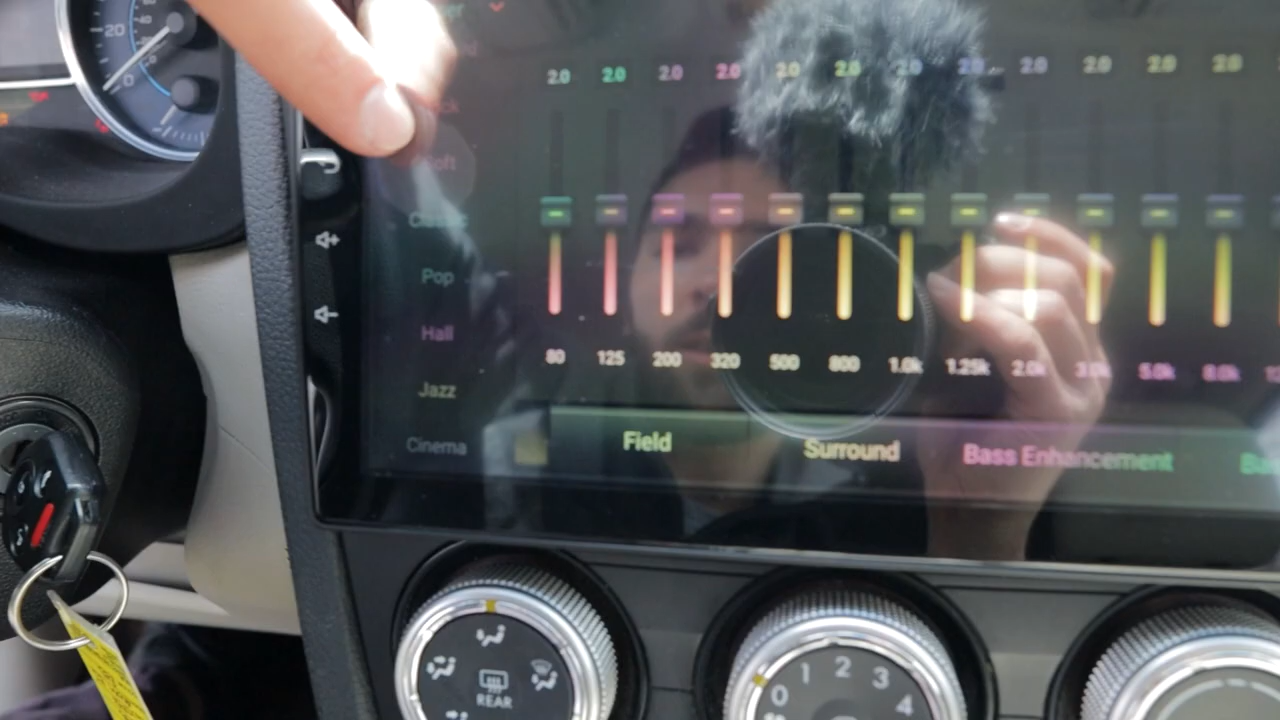 20
2.0 2.0 2.0 2.0 2.0 2.0 2.0 2.0 2.0 2.0 2.0 2.0
Classic
Pop
Hall
Jazz
Cinema
80 125 200 320 500 800 1.0k 1.25k 2.0k 3.0k 5.0k 8.0k
Field Surround Bass Enhancement
REAR
0 1 2 3 4